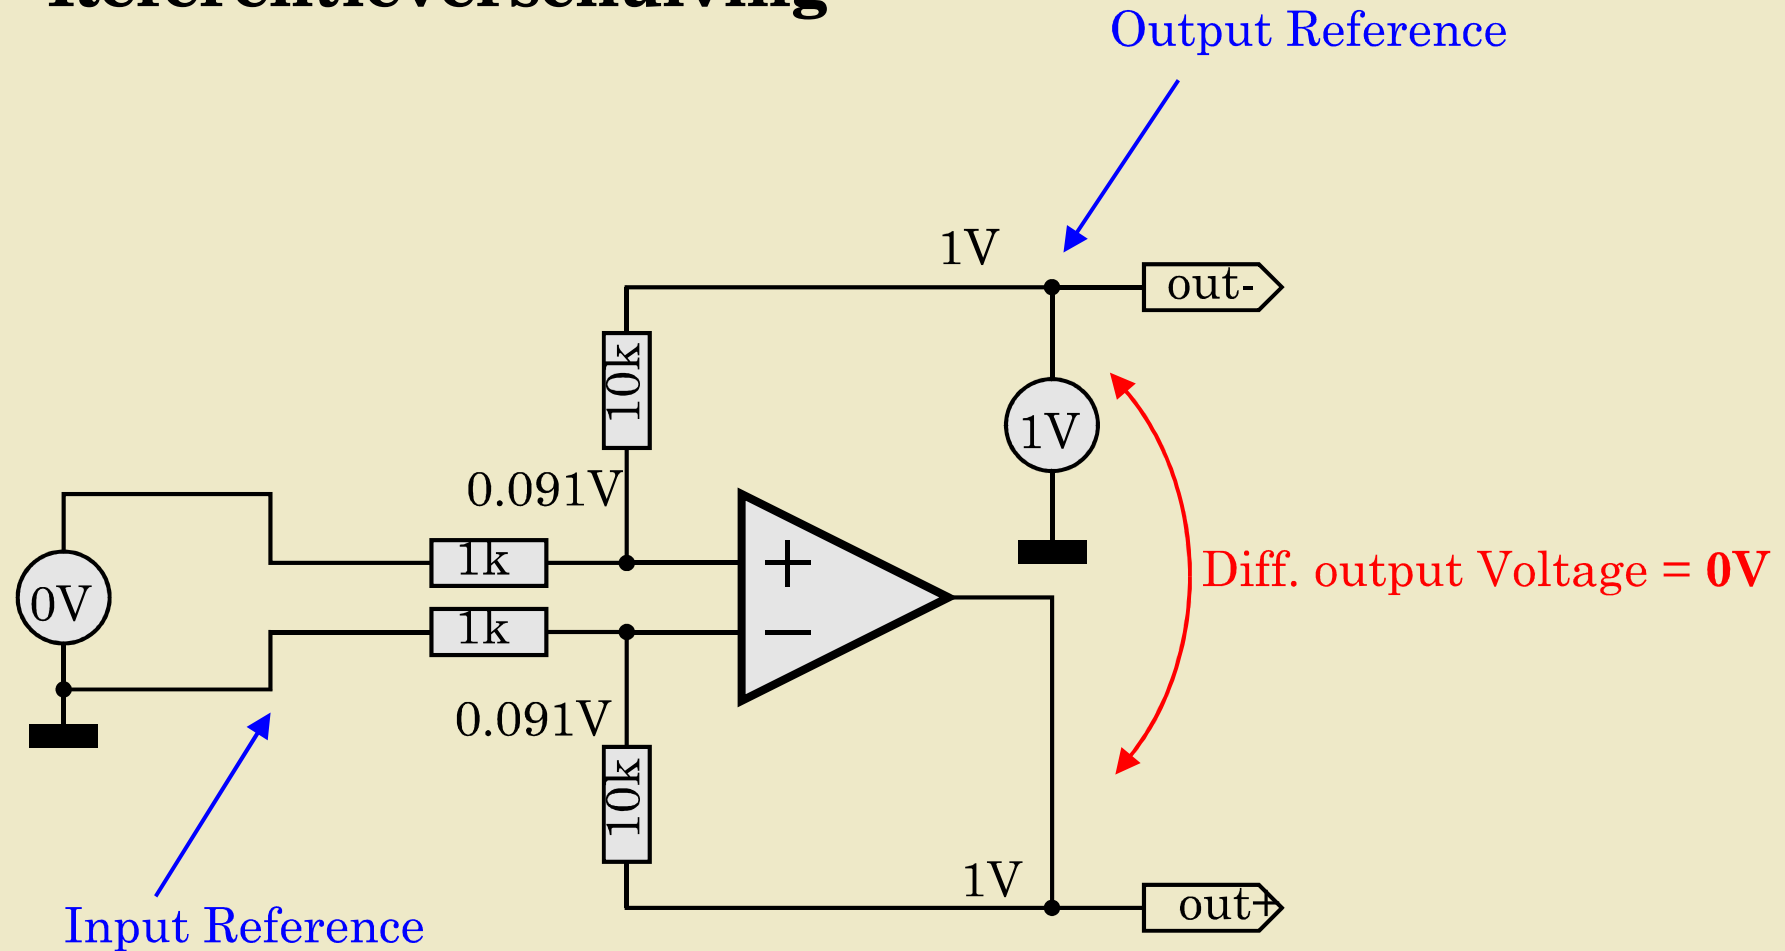 Referentieverschuiving
Output Reference
1V
out-
10k
1V
0.091V
1k
0V
1k
Diff. output Voltage = 0V
0.091V
10k
1V
out+
Input Reference